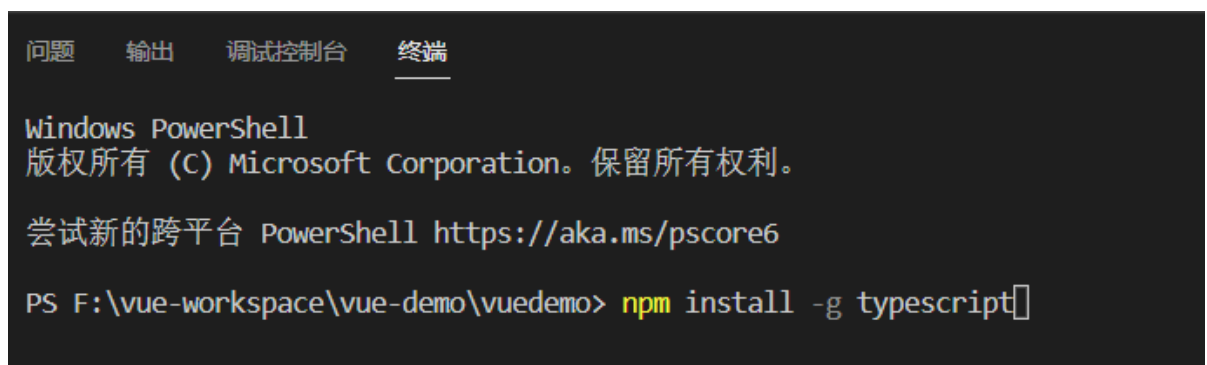 问题 输出 调试控制台 终端
Windows PowerShell
版权所有 (C) Microsoft Corporation。保留所有权利。
尝试新的跨平台 PowerShell https://aka.ms/pscore6
PS F:\vue-workspace\vue-demo\vuedemo> npm install -g typescript